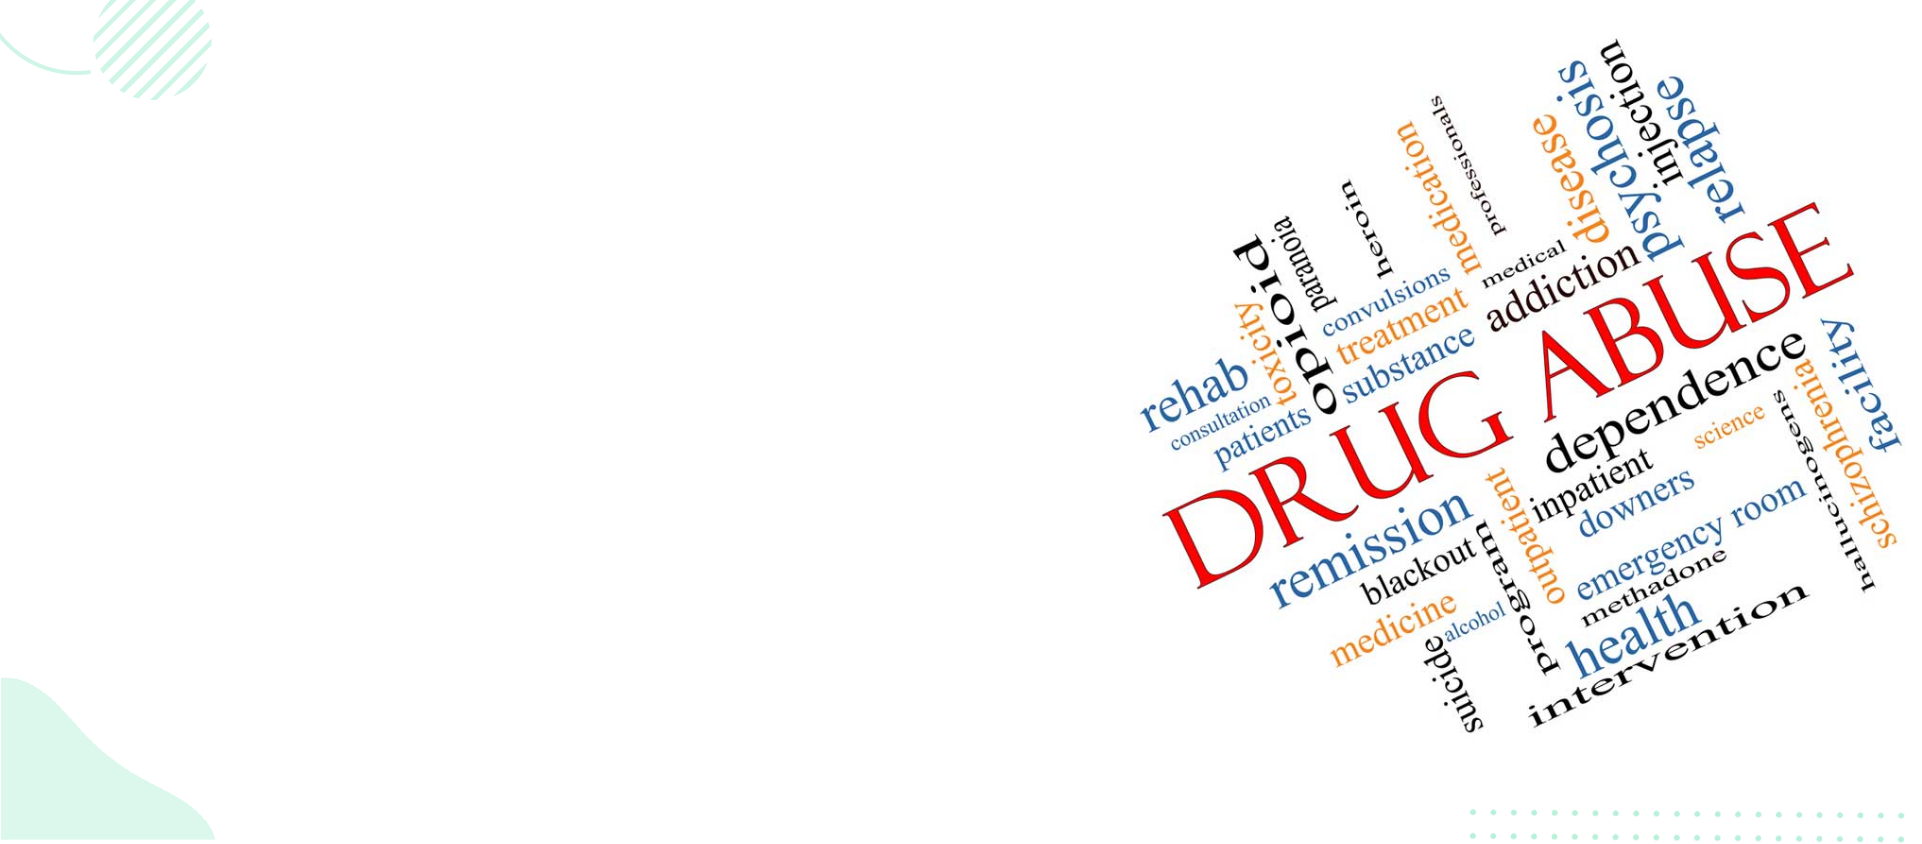 injection
psychosis
relapse
disease
professionals
medication
heroin
paranoia
opioid
toxicity
medical
convulsions
treatment
addiction
substance
rehab
consultation
patients
DRUG ABUSE
dependence
facility
schizophrenia
hallucinogens
science
inpatient
outpatient
downers
remission
blackout
program
emergency room
methadone
medicine
alcohol
suicide
health
intervention